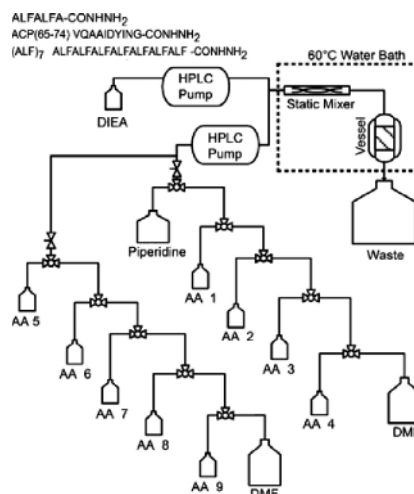 ALFALFA-CONHNH₂
ACP(65-74) VQAAIDYING-CONHNH₂
(ALF)₇ ALFALFALFALFALFALFALF -CONHNH₂
60°C Water Bath
HPLC
Pump
Static Mixer
DIEA
HPLC
Pump
Vessel
Piperidine
Waste
AA 1
AA 5
AA 2
AA 6
AA 3
AA 7
AA 4
AA 8
AA 9